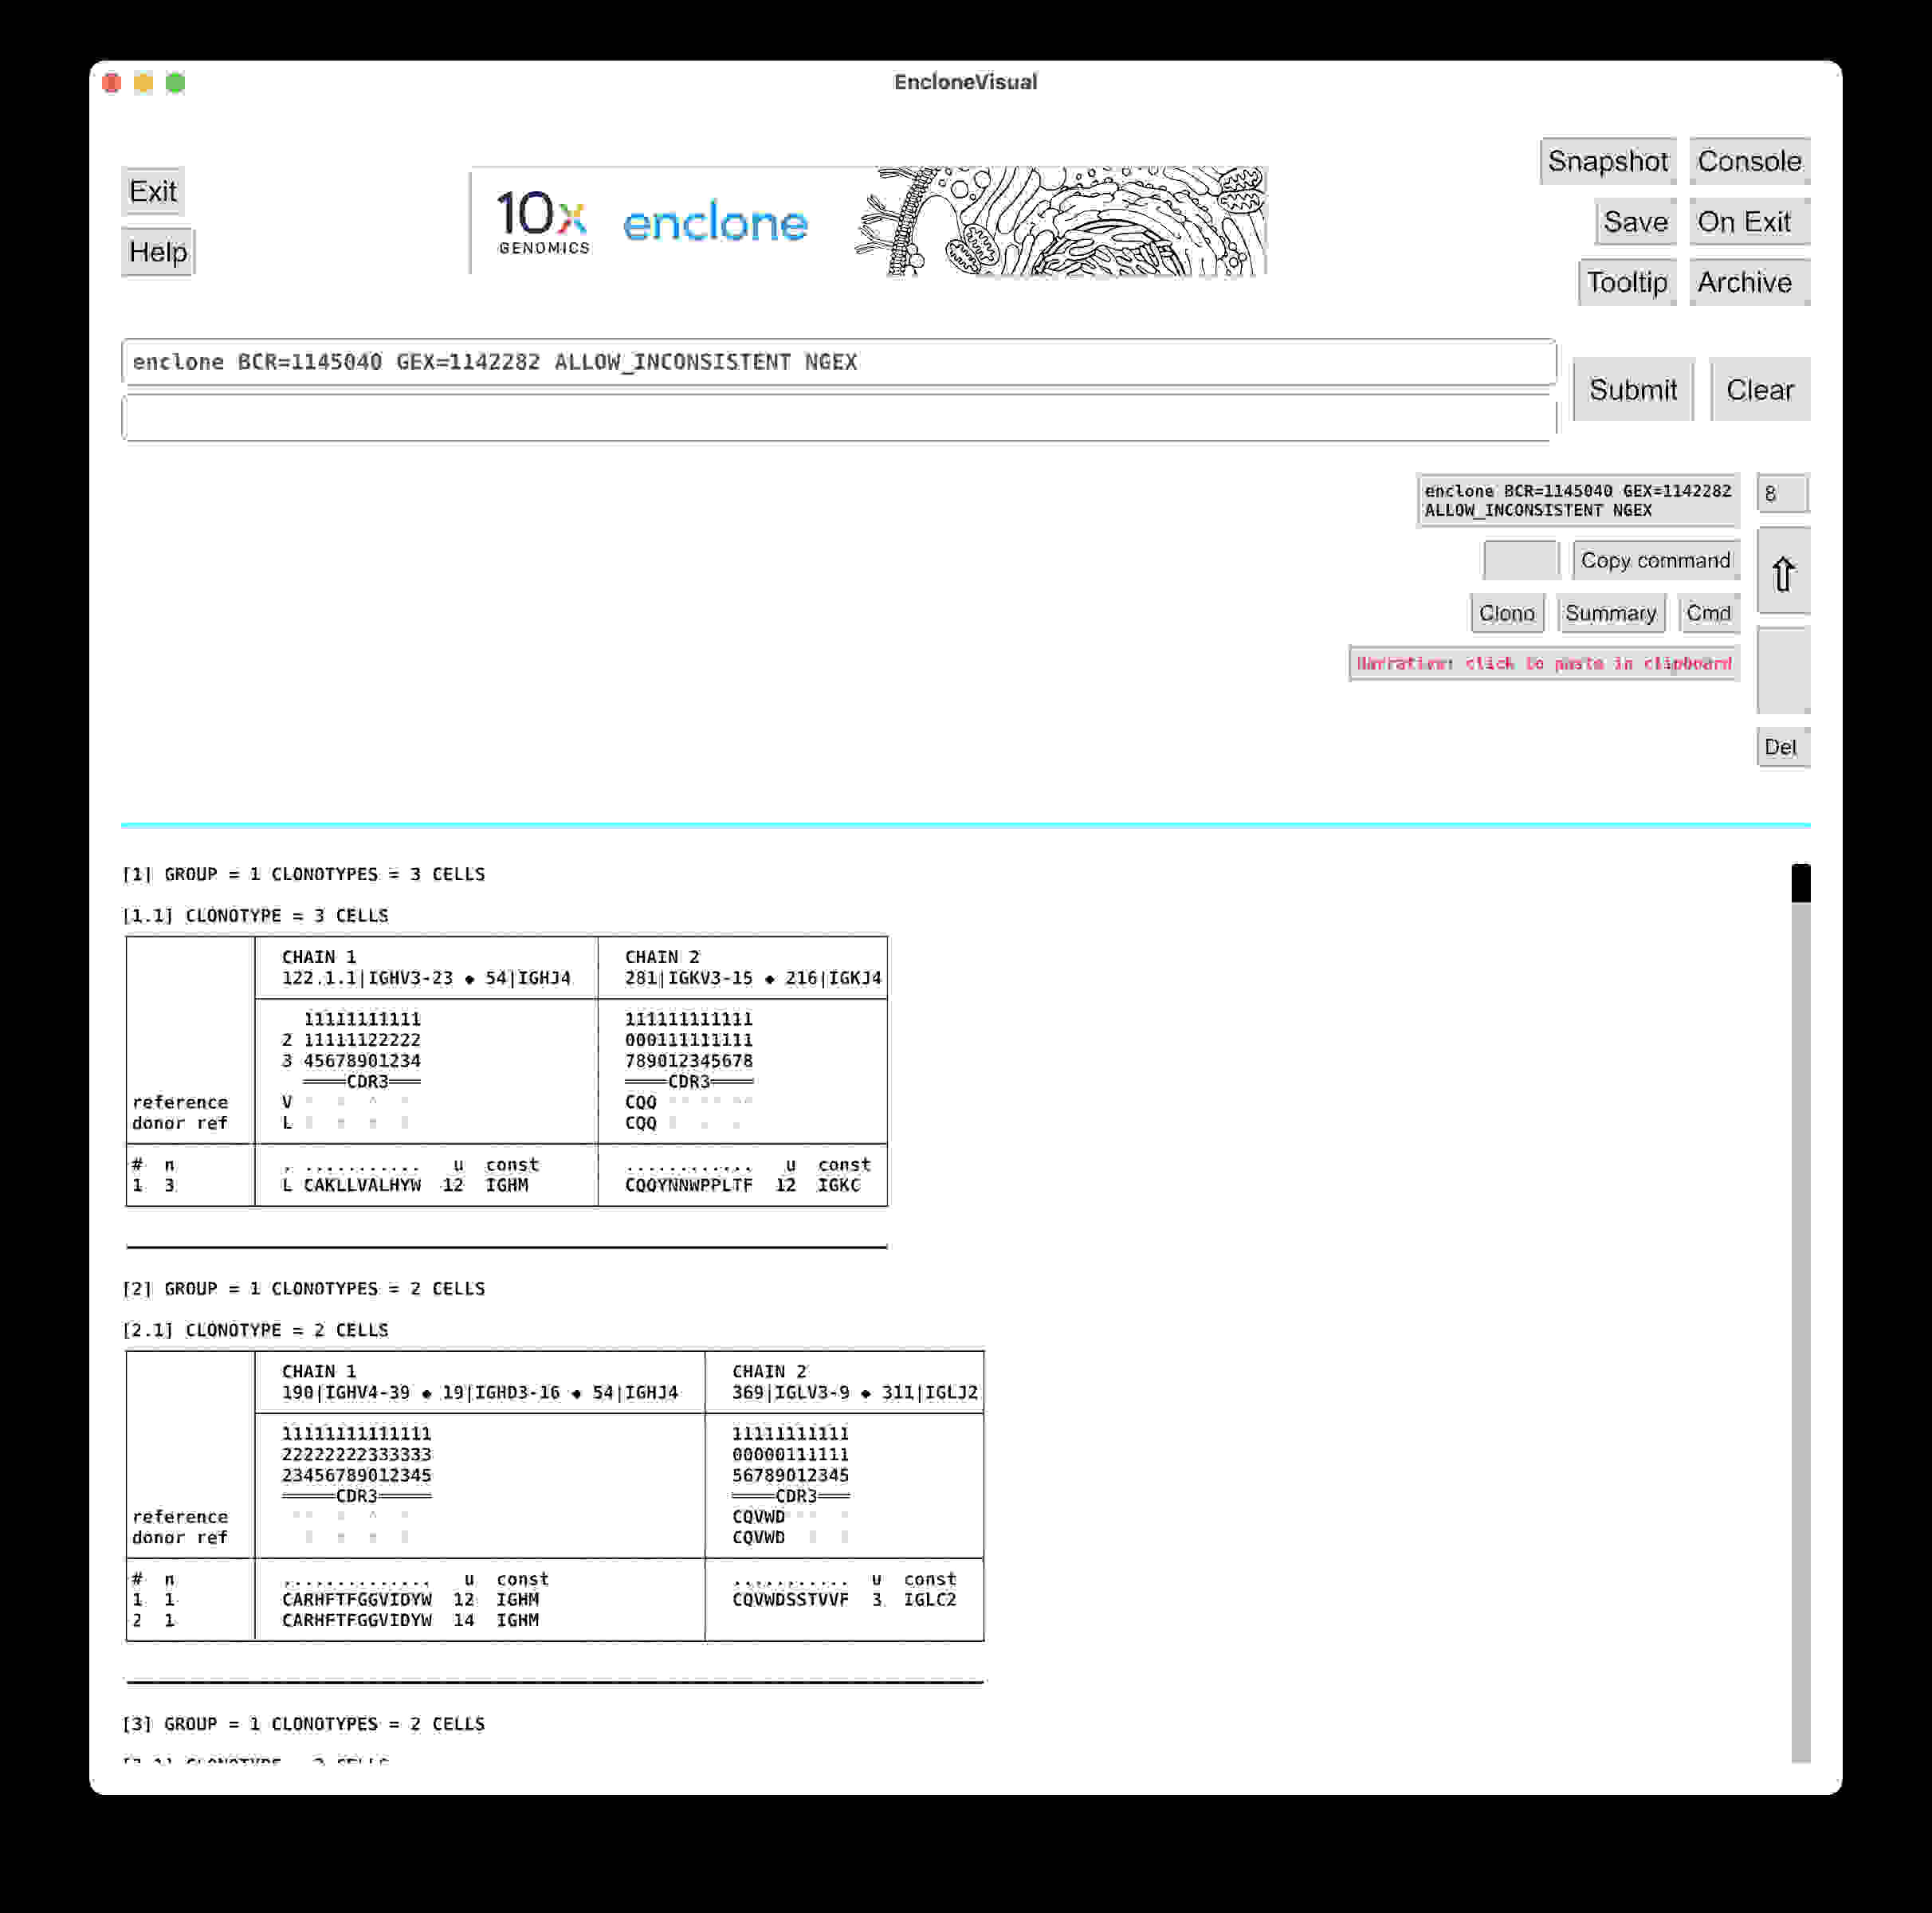 EncloneVisual
Exit
Help
10x
GENOMICS
enclone
Snapshot Console
Save On Exit
Tooltip Archive
enclone BCR=1145040 GEX=1142282 ALLOW_INCONSISTENT NGEX
Submit Clear
enclone BCR=1145040 GEX=1142282
ALLOW_INCONSISTENT NGEX
8
Copy command
⇧
Clono Summary Cmd
Narrative: click to paste in clipboard
Del
[1] GROUP = 1 CLONOTYPES = 3 CELLS
[1.1] CLONOTYPE = 3 CELLS
CHAIN 1 CHAIN 2
122.1.1|IGHV3-23 ◆ 54|IGHJ4 281|IGKV3-15 ◆ 216|IGKJ4
11111111111 111111111111
2 11111122222 000111111111
3 45678901234 789012345678
════CDR3═══ ════CDR3════
reference V CQQ
donor ref L CQQ
# n . ........... u const ............ u const
1 3 L CAKLLVALHYW 12 IGHM CQQYNNWPPLTF 12 IGKC
[2] GROUP = 1 CLONOTYPES = 2 CELLS
[2.1] CLONOTYPE = 2 CELLS
CHAIN 1 CHAIN 2
190|IGHV4-39 ◆ 19|IGHD3-16 ◆ 54|IGHJ4 369|IGLV3-9 ◆ 311|IGLJ2
11111111111111 11111111111
22222222333333 00000111111
23456789012345 56789012345
═════CDR3═════ ════CDR3═══
reference CQVWD
donor ref CQVWD
# n .............. u const ........... u const
1 1 CARHFTFGGVIDYW 12 IGHM CQVWDSSTVVF 3 IGLC2
2 1 CARHFTFGGVIDYW 14 IGHM
[3] GROUP = 1 CLONOTYPES = 2 CELLS